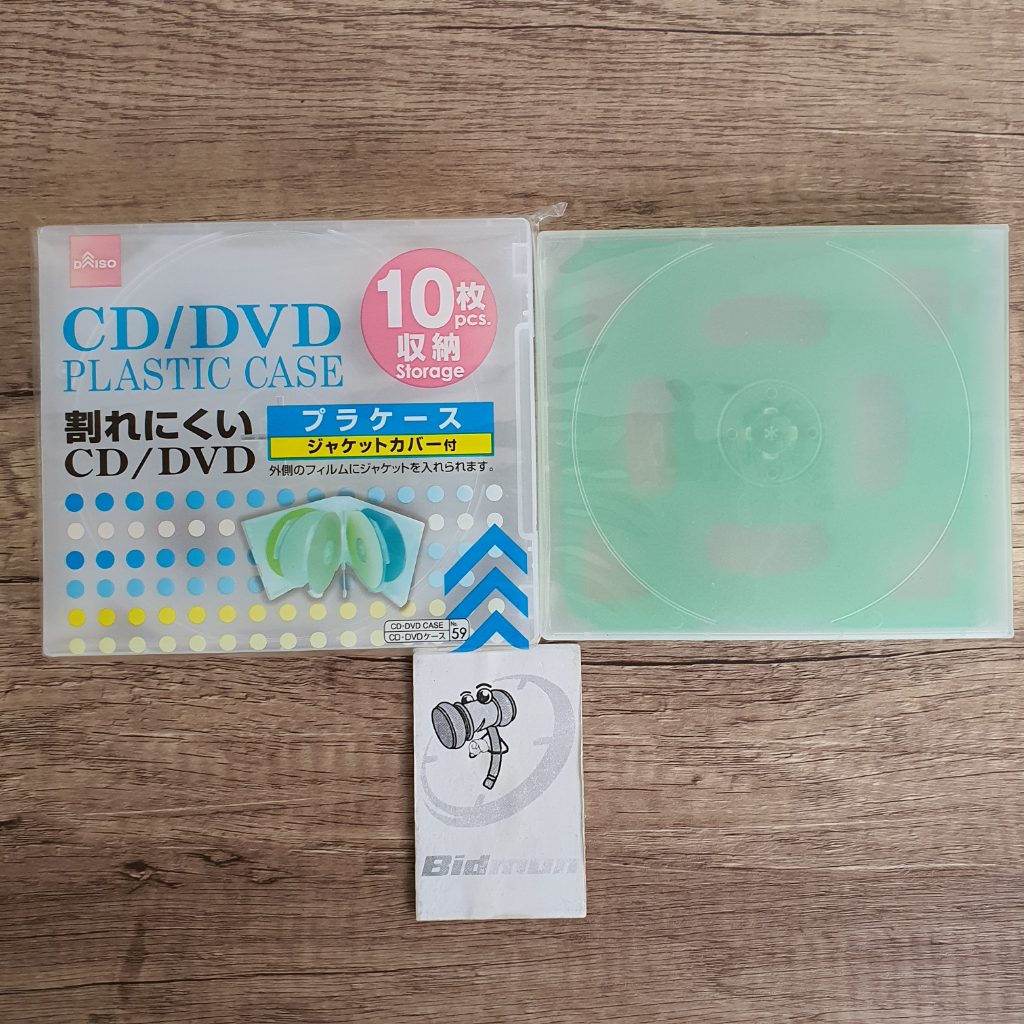 DAISO
CD/DVD
PLASTIC CASE
10枚
pcs.
収納
Storage
割れにくい
CD/DVD
プラケース
ジャケットカバー付
外側のフィルムにジャケットを入れられます。
CD·DVD CASE
CD·DVDケース
No. 59
Bid